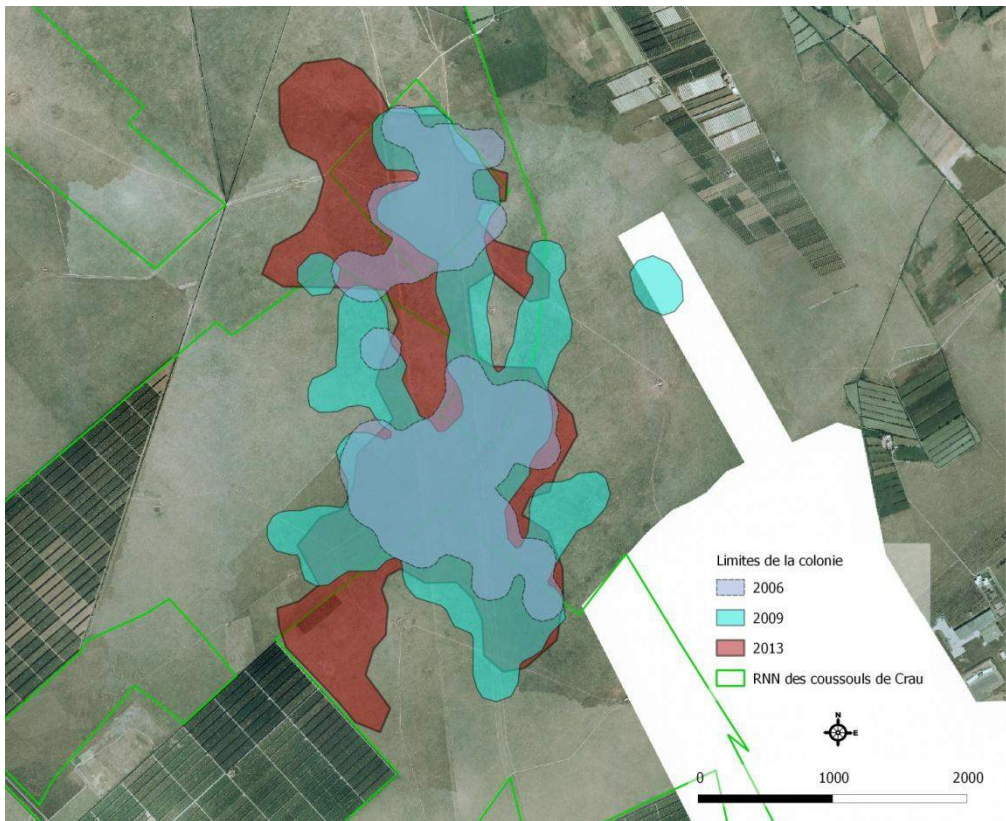 Limites de la colonie
2006
2009
2013
RNN des coussouls de Crau
N
E
0 1000 2000